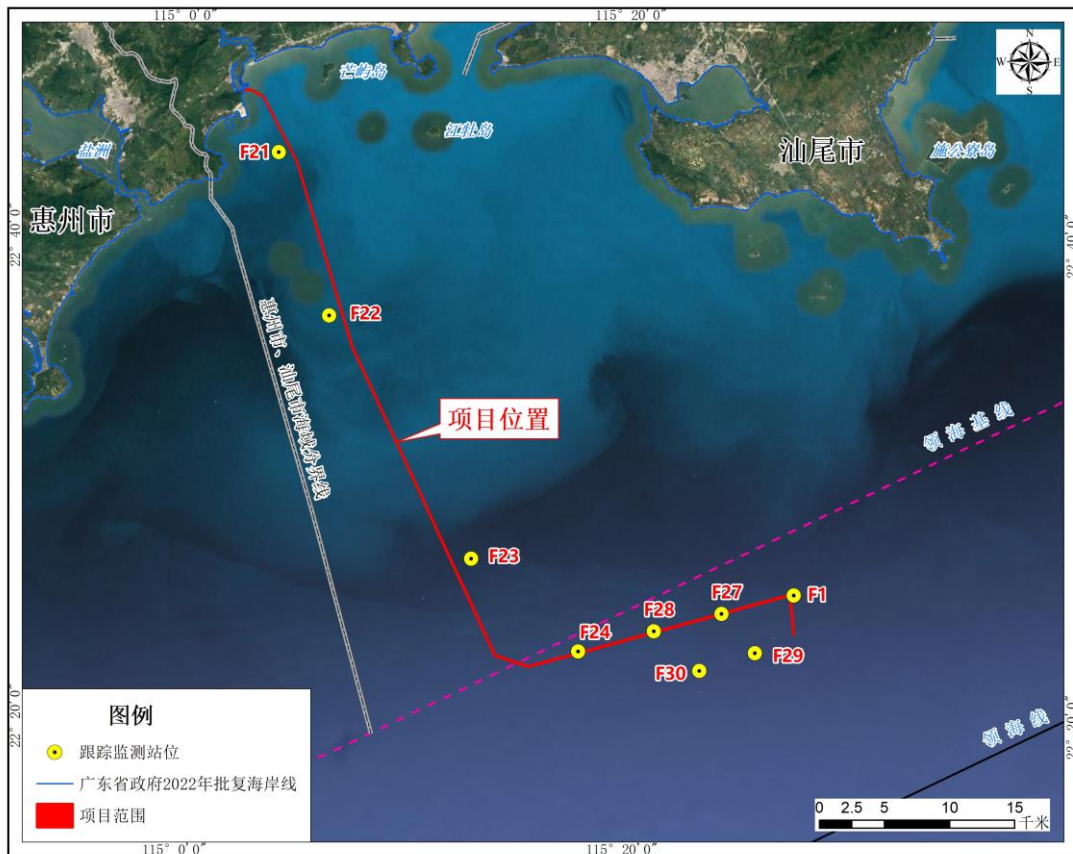 115° 0'0"
115° 20'0"
N
W
E
S
芒屿岛
江牡岛
盐洲
F21
汕尾市
施公寮岛
惠州市
22° 40'0"
22° 40'0"
F22
惠州市、汕尾市海域分界线
项目位置
领海基线
F23
F1
F27
F28
F24
F29
F30
22° 20'0"
22° 20'0"
领海线
图例
跟踪监测站位
广东省政府2022年批复海岸线
项目范围
0 2.5 5 10 15
千米
115° 0'0"
115° 20'0"